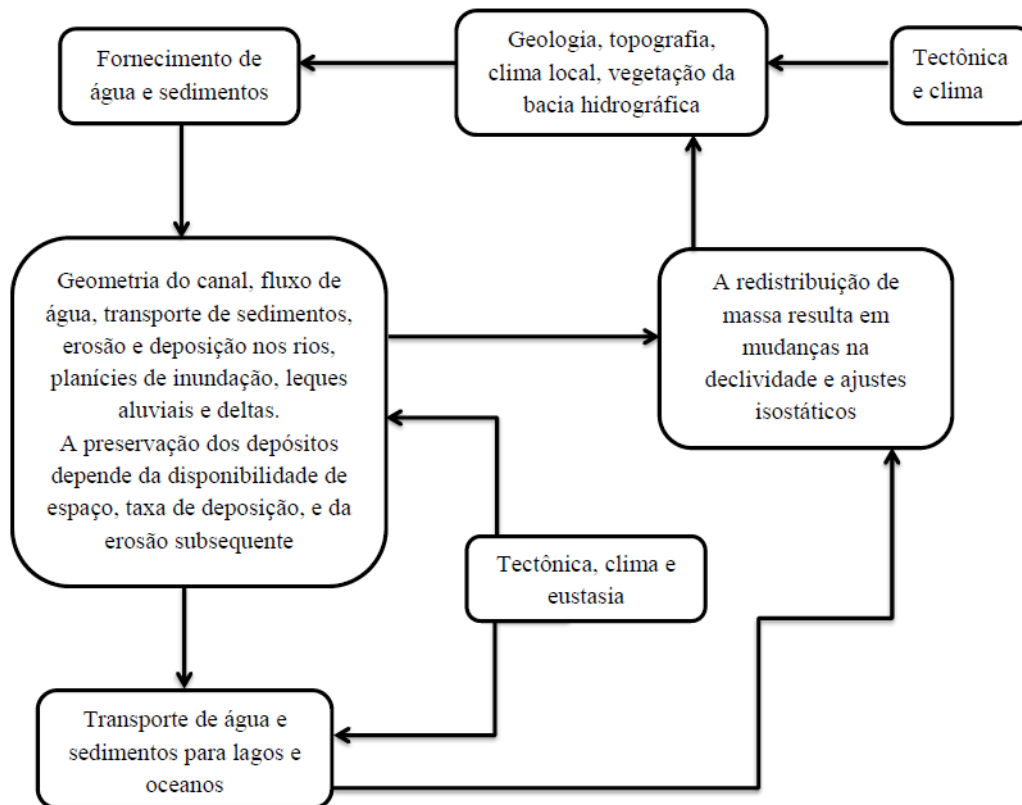 Fornecimento de
água e sedimentos
Geologia, topografia,
clima local, vegetação da
bacia hidrográfica
Tectônica
e clima
Geometria do canal, fluxo de
água, transporte de sedimentos,
erosão e deposição nos rios,
planícies de inundação, leques
aluviais e deltas.
A preservação dos depósitos
depende da disponibilidade de
espaço, taxa de deposição, e da
erosão subsequente
A redistribuição de
massa resulta em
mudanças na
declividade e ajustes
isostáticos
Tectônica, clima e
eustasia
Transporte de água e
sedimentos para lagos e
oceanos